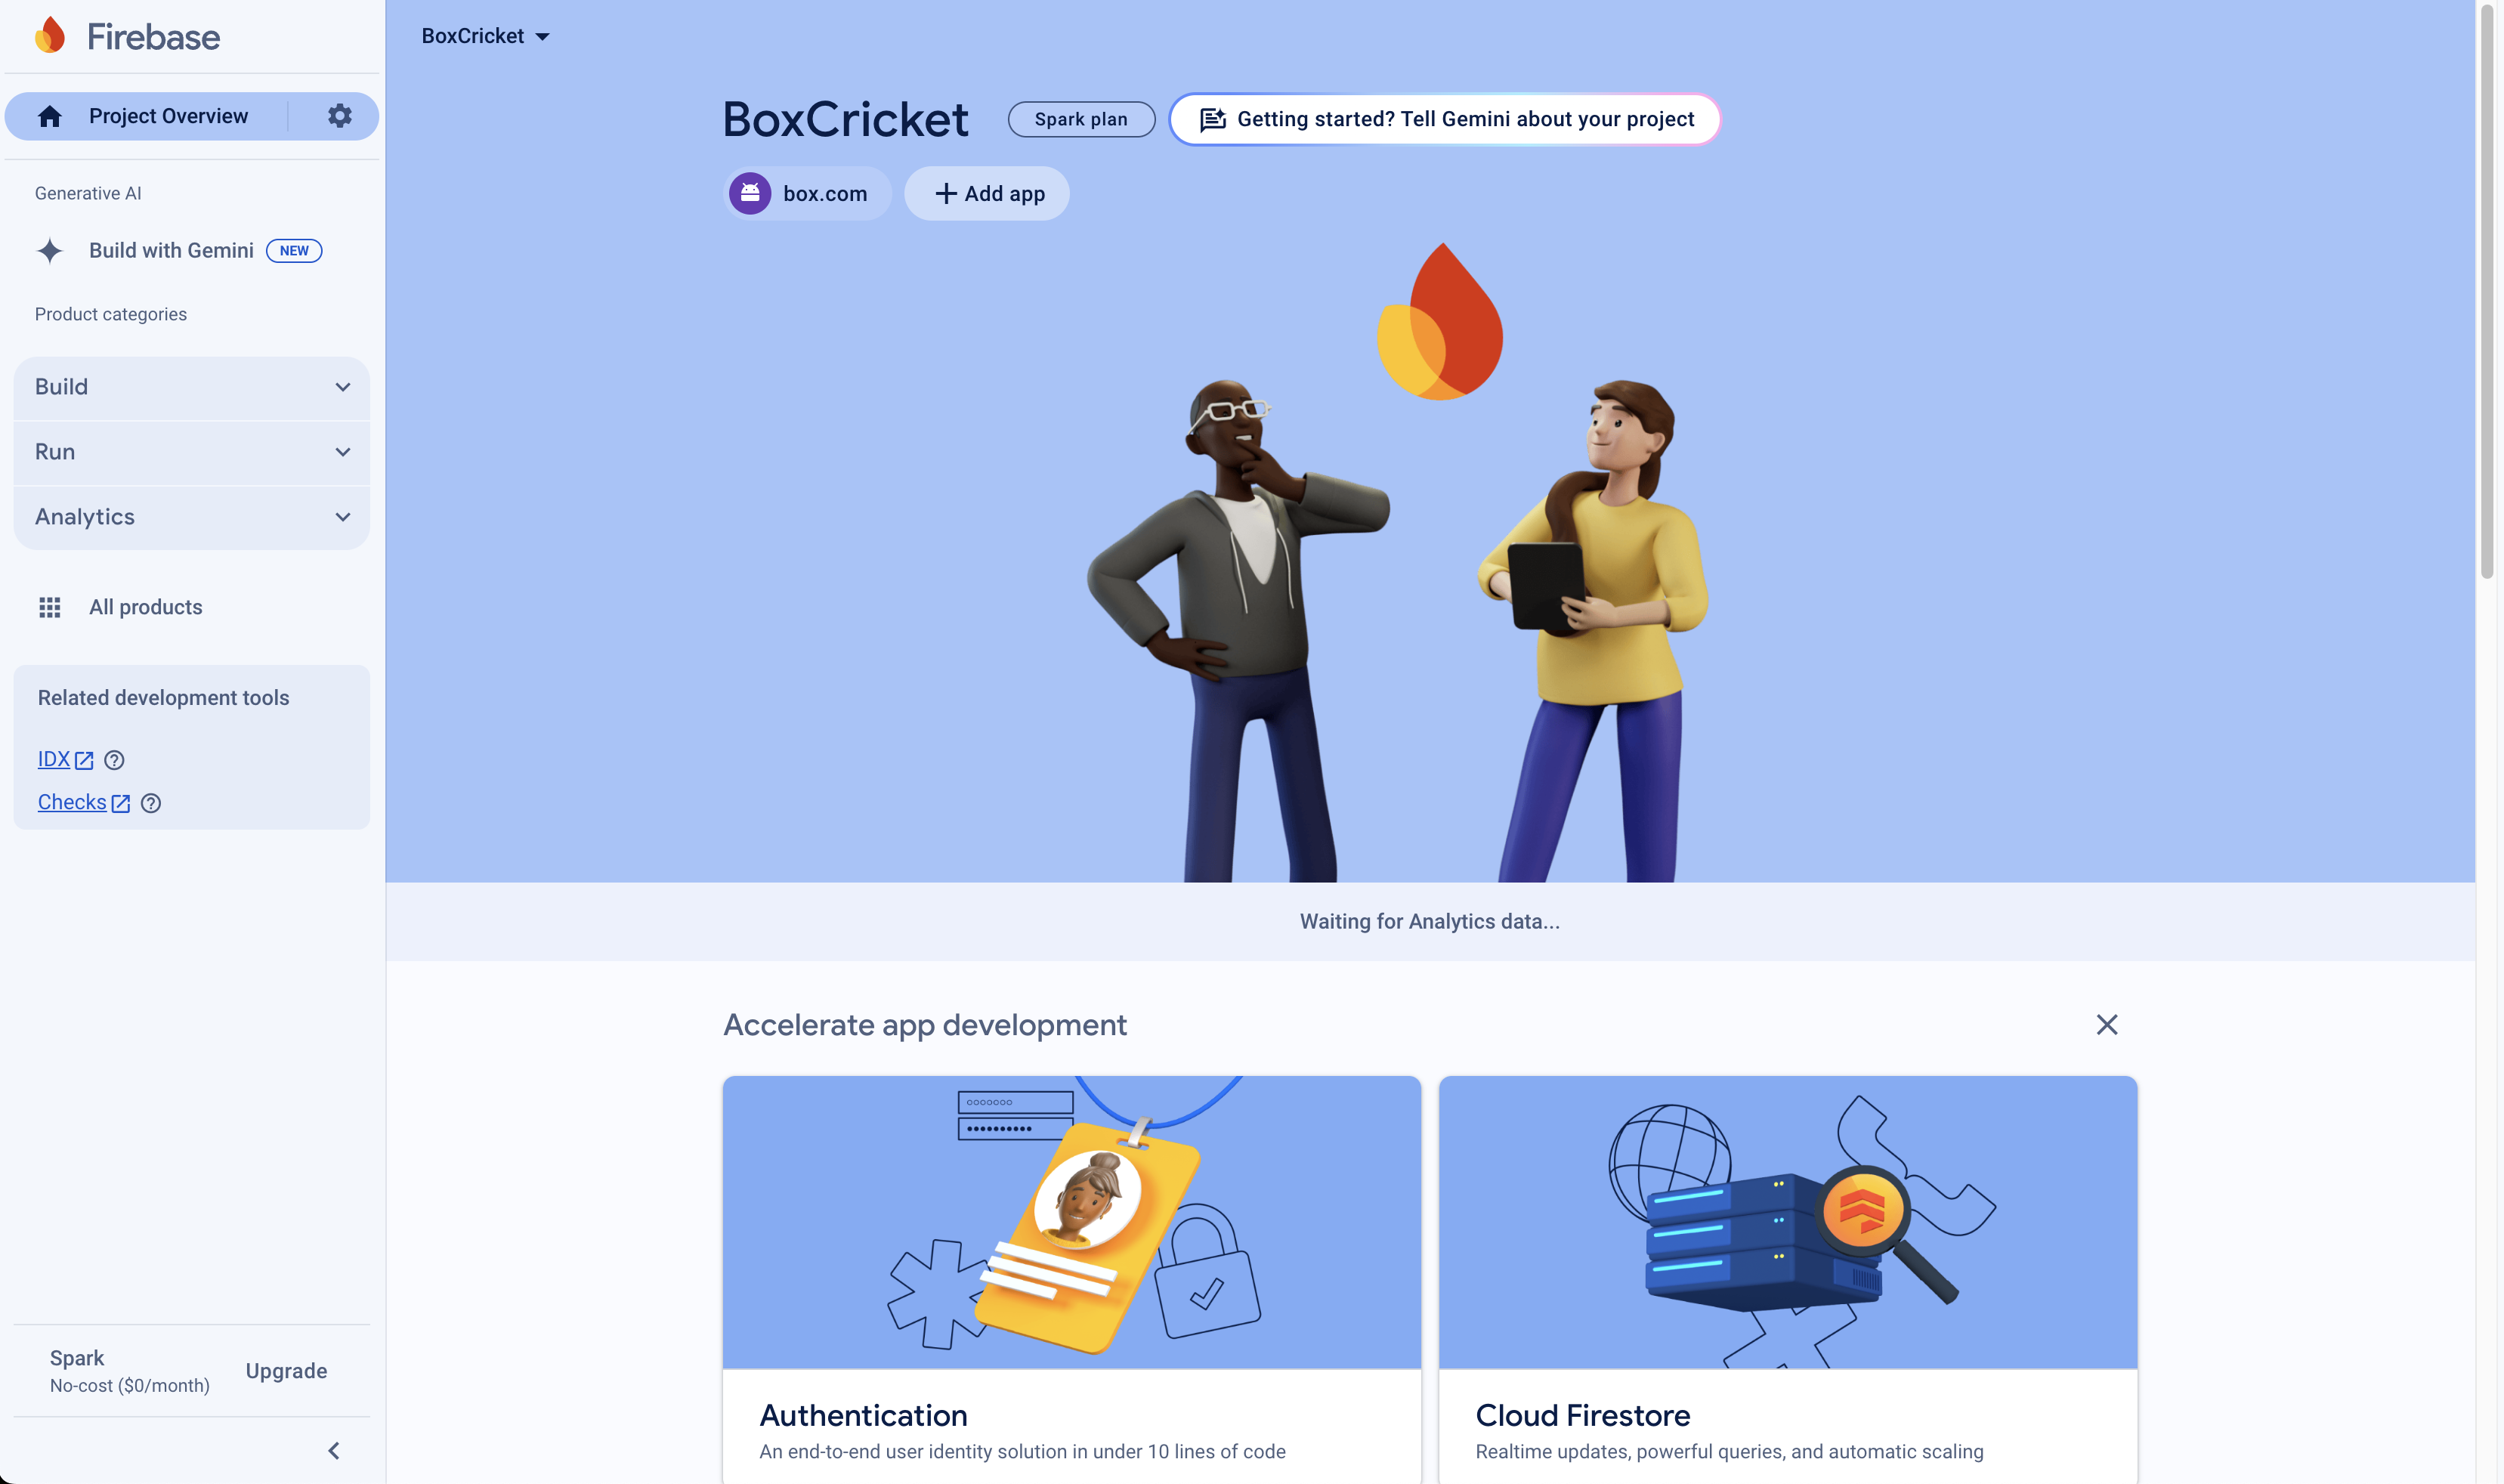 Firebase
Project Overview
Generative AI
Build with Gemini NEW
Product categories
Build
Run
Analytics
All products
Related development tools
IDX
Checks
Spark
No-cost ($0/month)
Upgrade
BoxCricket
BoxCricket
Spark plan
Getting started? Tell Gemini about your project
box.com
Add app
Waiting for Analytics data...
Accelerate app development
Authentication
An end-to-end user identity solution in under 10 lines of code
Cloud Firestore
Realtime updates, powerful queries, and automatic scaling